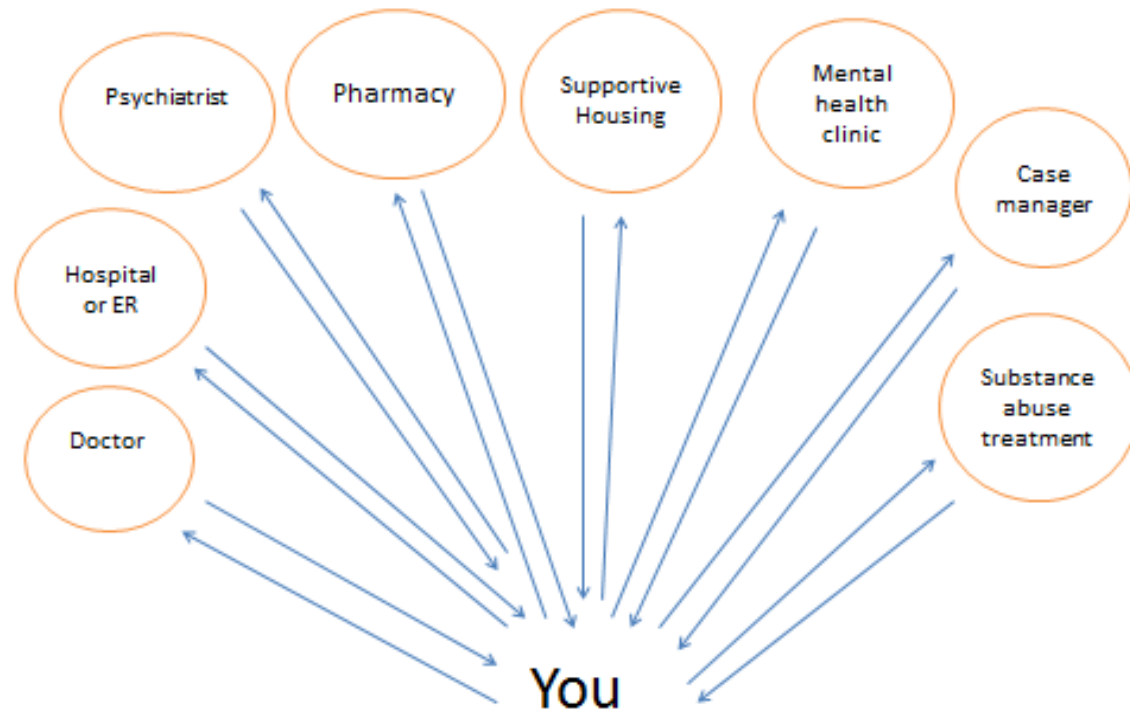 Psychiatrist
Pharmacy
Supportive
Housing
Mental
health
clinic
Case
manager
Hospital
or ER
Substance
abuse
treatment
Doctor
You